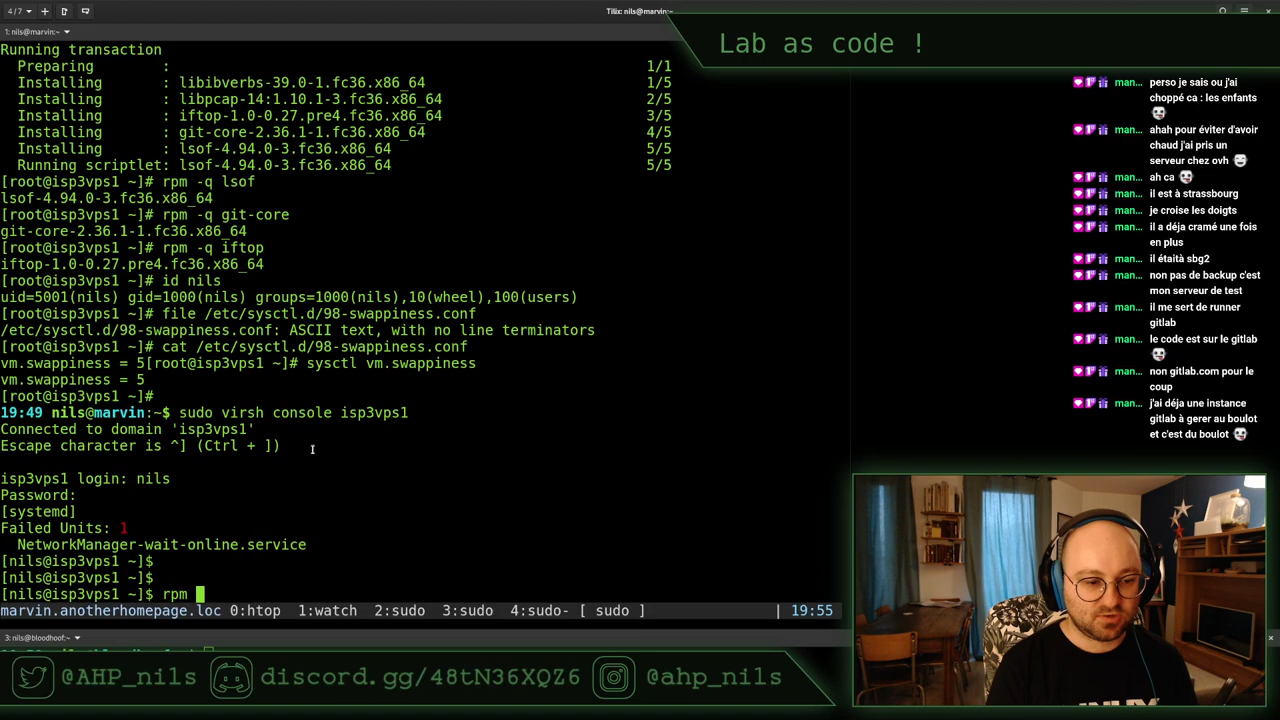 4/7
Tilix: nils@marvin:~
1: nils@marvin:~
Lab as code !
Running transaction
Preparing : 1/1
Installing : libibverbs-39.0-1.fc36.x86_64 1/5
Installing : libpcap-14:1.10.1-3.fc36.x86_64 2/5
Installing : iftop-1.0-0.27.pre4.fc36.x86_64 3/5
Installing : git-core-2.36.1-1.fc36.x86_64 4/5
Installing : lsof-4.94.0-3.fc36.x86_64 5/5
Running scriptlet: lsof-4.94.0-3.fc36.x86_64 5/5
[root@isp3vps1 ~]# rpm -q lsof
lsof-4.94.0-3.fc36.x86_64
[root@isp3vps1 ~]# rpm -q git-core
git-core-2.36.1-1.fc36.x86_64
[root@isp3vps1 ~]# rpm -q iftop
iftop-1.0-0.27.pre4.fc36.x86_64
[root@isp3vps1 ~]# id nils
uid=5001(nils) gid=1000(nils) groups=1000(nils),10(wheel),100(users)
[root@isp3vps1 ~]# file /etc/sysctl.d/98-swappiness.conf
/etc/sysctl.d/98-swappiness.conf: ASCII text, with no line terminators
[root@isp3vps1 ~]# cat /etc/sysctl.d/98-swappiness.conf
vm.swappiness = 5[root@isp3vps1 ~]# sysctl vm.swappiness
vm.swappiness = 5
[root@isp3vps1 ~]#
19:49 nils@marvin:~$ sudo virsh console isp3vps1
Connected to domain 'isp3vps1'
Escape character is ^] (Ctrl + ])
isp3vps1 login: nils
Password:
[systemd]
Failed Units: 1
NetworkManager-wait-online.service
[nils@isp3vps1 ~]$
[nils@isp3vps1 ~]$
[nils@isp3vps1 ~]$ rpm
marvin.anotherhomepage.loc 0:htop 1:watch 2:sudo 3:sudo 4:sudo- [ sudo ] | 19:55
3: nils@bloodhoof:~
man... perso je sais ou j'ai
choppé ca : les enfants
man... ahah pour éviter d'avoir
chaud j'ai pris un
serveur chez ovh
man... ah ca
man... il est à strassbourg
man... je croise les doigts
man... il a déja cramé une fois
en plus
man... il étaità sbg2
man... non pas de backup c'est
mon serveur de test
man... il me sert de runner
gitlab
man... le code est sur le gitlab
man... non gitlab.com pour le
coup
man... j'ai déja une instance
gitlab à gerer au boulot
et c'est du boulot
@AHP_nils discord.gg/48tN36XQZ6 @ahp_nils